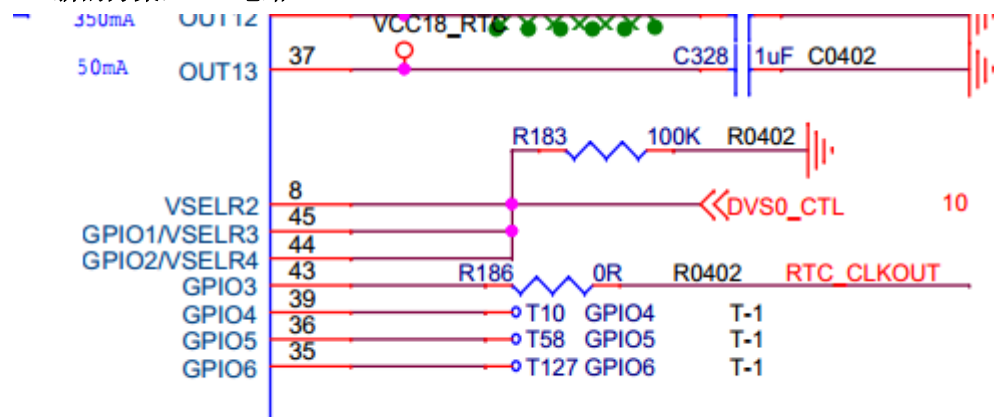 350mA OUT12 VCC18_RTC
50mA OUT13 37 C328 1uF C0402
R183 100K R0402
VSELR2 8 DVS0_CTL 10
GPIO1/VSELR3 45
GPIO2/VSELR4 44
GPIO3 43 R186 0R R0402 RTC_CLKOUT
GPIO4 39 T10 GPIO4 T-1
GPIO5 36 T58 GPIO5 T-1
GPIO6 35 T127 GPIO6 T-1